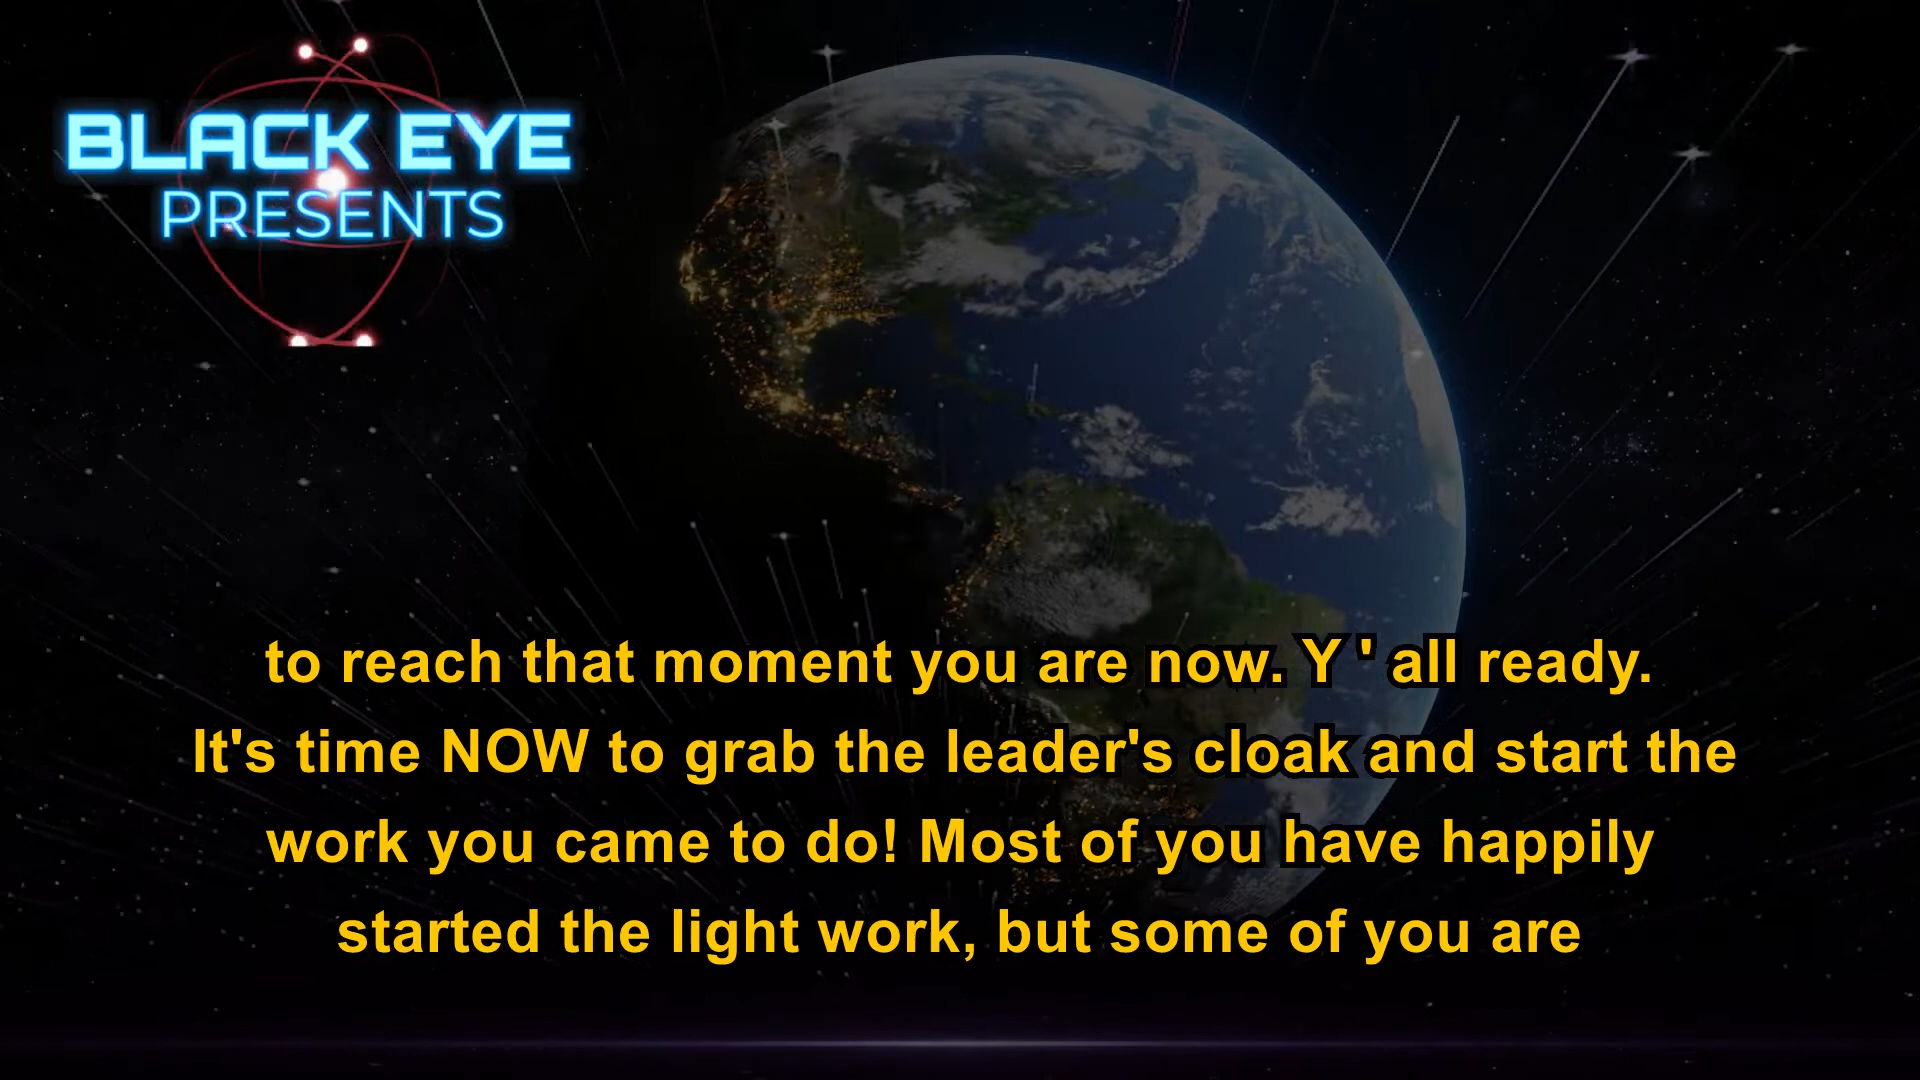 BLACK EYE
PRESENTS
to reach that moment you are now. Y ' all ready.
It's time NOW to grab the leader's cloak and start the
work you came to do! Most of you have happily
started the light work, but some of you are